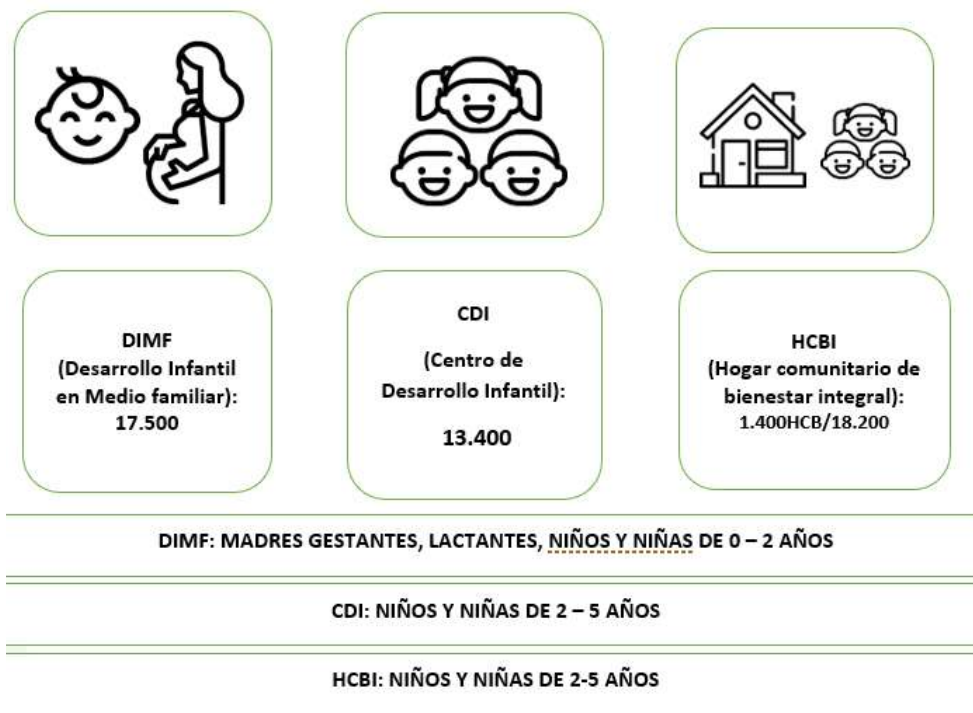 DIMF
(Desarrollo Infantil
en Medio familiar):
17.500
CDI
(Centro de
Desarrollo Infantil):
13.400
HCBI
(Hogar comunitario de
bienestar integral):
1.400HCB/18.200
DIMF: MADRES GESTANTES, LACTANTES, NIÑOS Y NIÑAS DE 0 – 2 AÑOS
CDI: NIÑOS Y NIÑAS DE 2 – 5 AÑOS
HCBI: NIÑOS Y NIÑAS DE 2-5 AÑOS